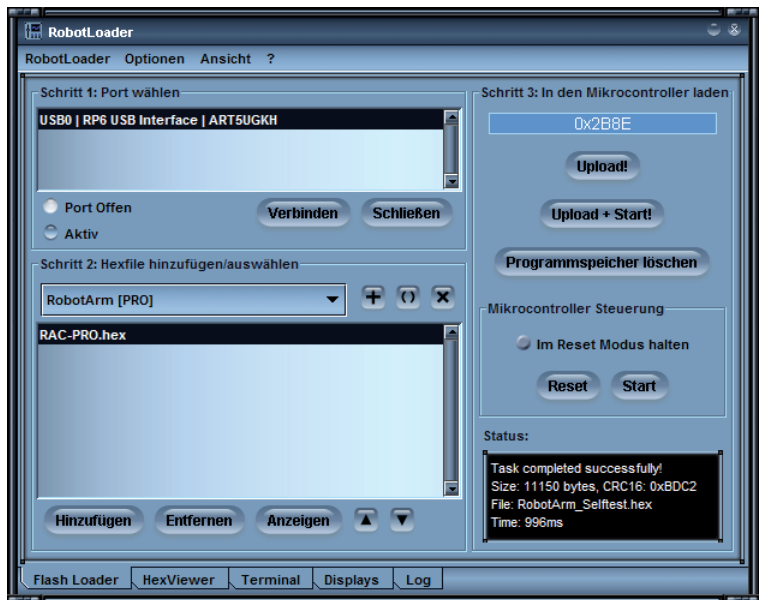 RobotLoader
RobotLoader Optionen Ansicht ?
Schritt 1: Port wählen
USB0 | RP6 USB Interface | ART5UGKH
Port Offen
Aktiv
Verbinden
Schließen
Schritt 2: Hexfile hinzufügen/auswählen
RobotArm [PRO]
RAC-PRO.hex
Hinzufügen
Entfernen
Anzeigen
Schritt 3: In den Mikrocontroller laden
0x2B8E
Upload!
Upload + Start!
Programmspeicher löschen
Mikrocontroller Steuerung
Im Reset Modus halten
Reset
Start
Status:
Task completed successfully!
Size: 11150 bytes, CRC16: 0xBDC2
File: RobotArm_Selftest.hex
Time: 996ms
Flash Loader HexViewer Terminal Displays Log